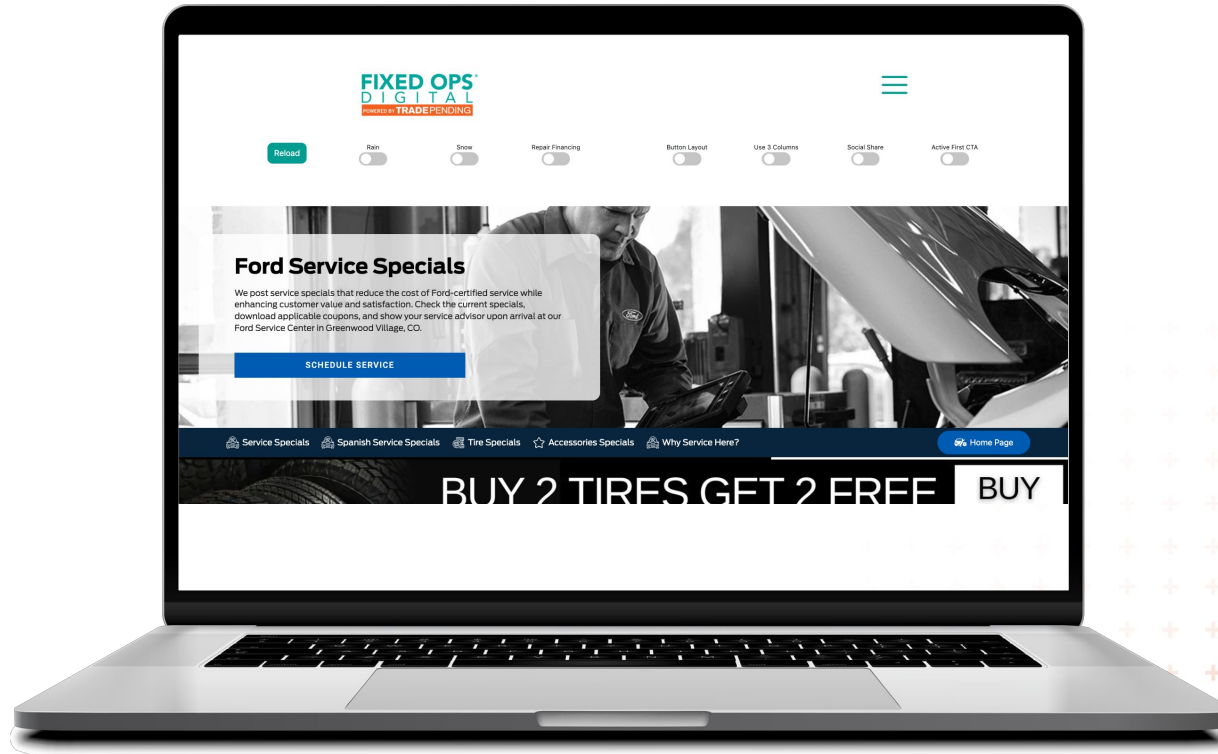 FIXED OPS®
DIGITAL
POWERED BY TRADEPENDING
Reload
Rain
Snow
Repair Financing
Button Layout
Use 3 Columns
Social Share
Active First CTA
Ford Service Specials
We post service specials that reduce the cost of Ford-certified service while
enhancing customer value and satisfaction. Check the current specials,
download applicable coupons, and show your service advisor upon arrival at our
Ford Service Center in Greenwood Village, CO.
SCHEDULE SERVICE
Ford
Service Specials
Spanish Service Specials
Tire Specials
Accessories Specials
Why Service Here?
Home Page
BUY 2 TIRES GET 2 FREE
BUY